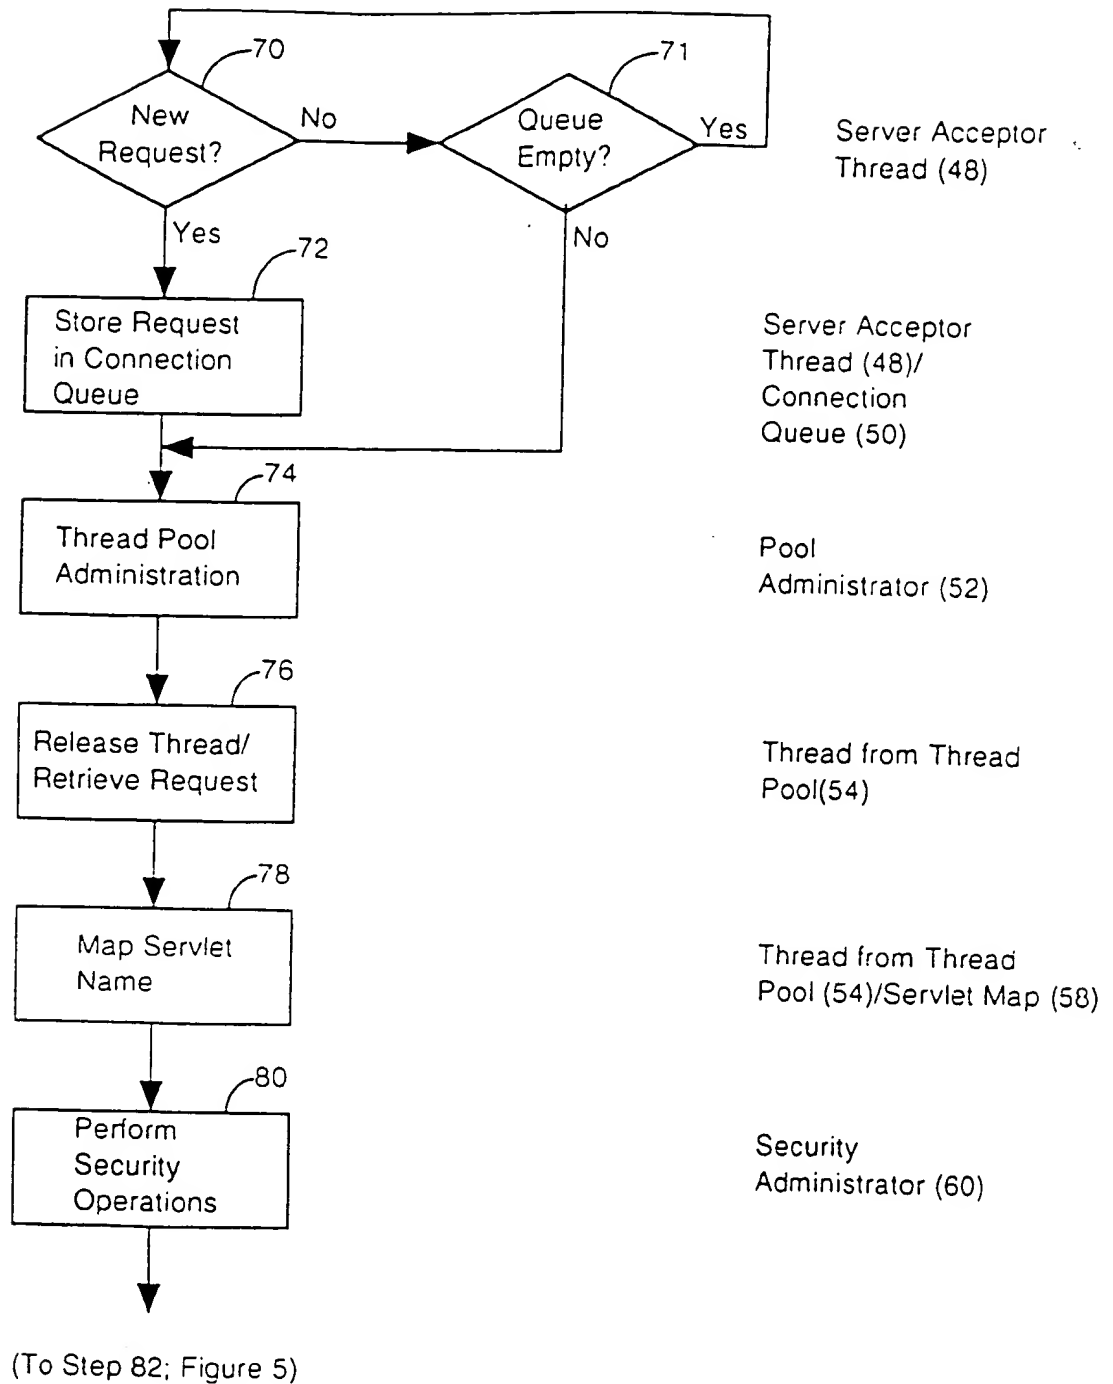 70
71
New
Request?
No
Queue
Empty?
Yes
Server Acceptor
Thread (48)
Yes
No
72
Store Request
in Connection
Queue
Server Acceptor
Thread (48)/
Connection
Queue (50)
74
Thread Pool
Administration
Pool
Administrator (52)
76
Release Thread/
Retrieve Request
Thread from Thread
Pool(54)
78
Map Servlet
Name
Thread from Thread
Pool (54)/Servlet Map (58)
80
Perform
Security
Operations
Security
Administrator (60)
(To Step 82; Figure 5)